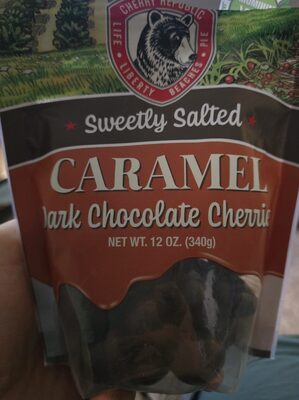 CHERRY REPUBLIC
LIFE • LIBERTY • BEACHES • PIE
Sweetly Salted
CARAMEL
Dark Chocolate Cherrie
NET WT. 12 OZ. (340g)